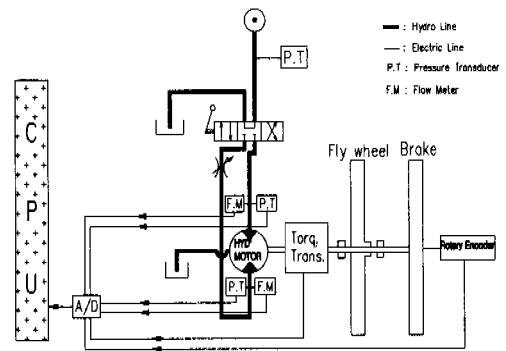 : Hydro Line
: Electric Line
P.T : Pressure Transducer
F.M : Flow Meter
P.T
C
P
U
Fly wheel
Brake
F.M
P.T
HYD
MOTOR
Torq.
Trans.
Rotary Encoder
P.T
F.M
A/D